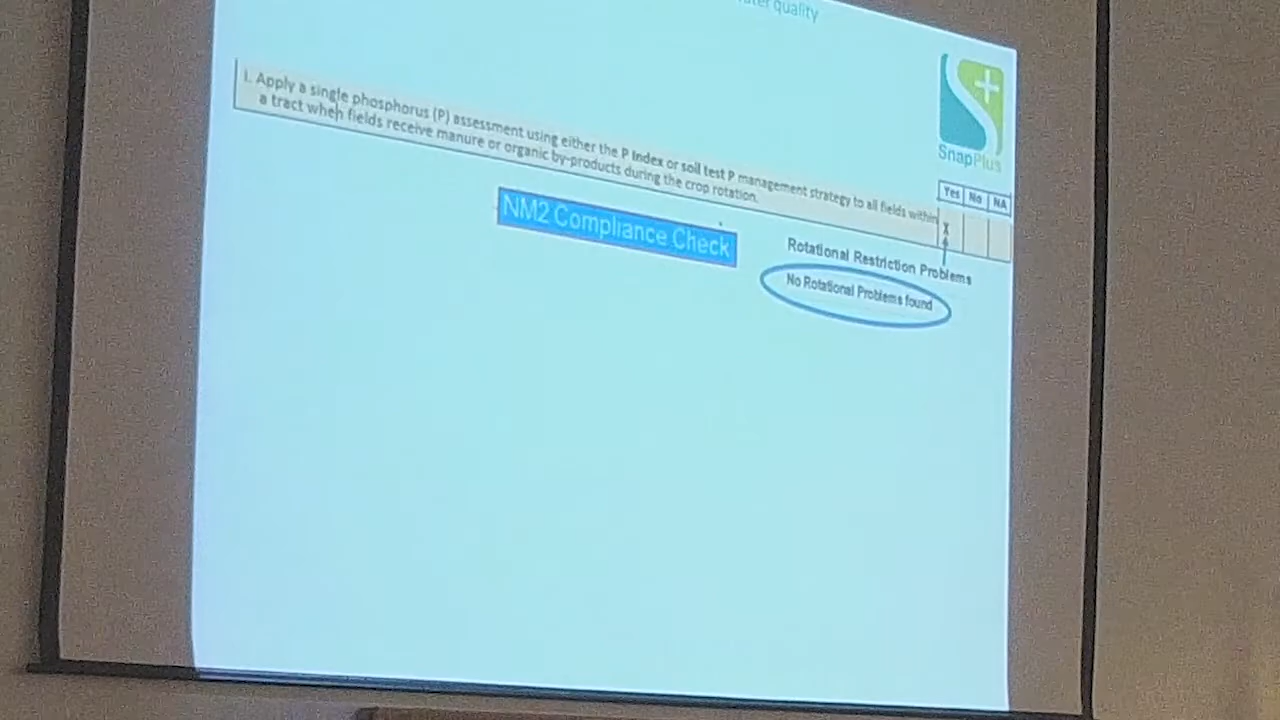 quality
SnapPlus
i. Apply a single phosphorus (P) assessment using either the P Index or soil test P management strategy to all fields within
a tract when fields receive manure or organic by-products during the crop rotation.
Yes No NA
X
NM2 Compliance Check
Rotational Restriction Problems
No Rotational Problems found